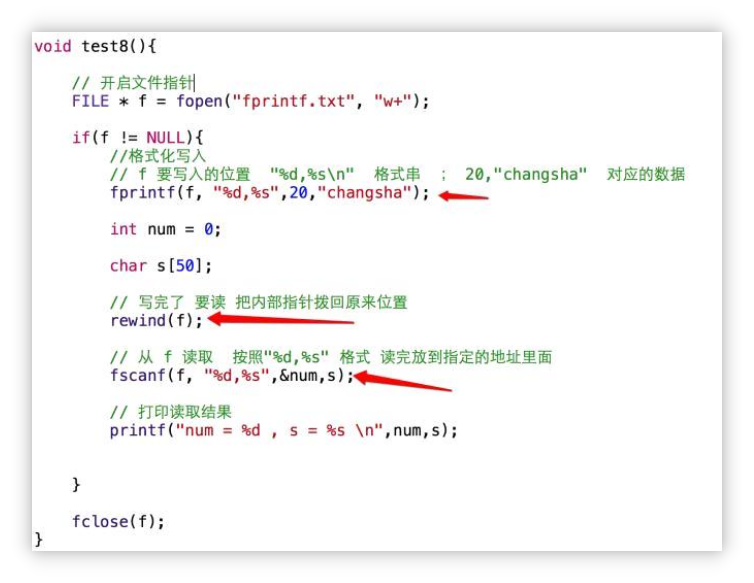 void test8(){
// 开启文件指针
FILE * f = fopen("fprintf.txt", "w+");
if(f != NULL){
//格式化写入
// f 要写入的位置 "%d,%s\n" 格式串 ; 20,"changsha" 对应的数据
fprintf(f, "%d,%s",20,"changsha");
int num = 0;
char s[50];
// 写完了 要读 把内部指针拨回原来位置
rewind(f);
// 从 f 读取 按照"%d,%s" 格式 读完放到指定的地址里面
fscanf(f, "%d,%s",&num,s);
// 打印读取结果
printf("num = %d , s = %s \n",num,s);
}
fclose(f);
}